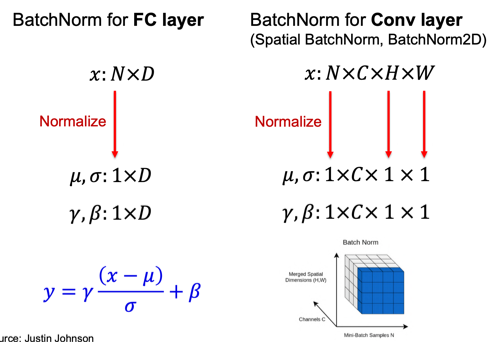 BatchNorm for FC layer
x: N×D
Normalize
μ, σ: 1×D
γ, β: 1×D
y = γ (x − μ) / σ + β
BatchNorm for Conv layer
(Spatial BatchNorm, BatchNorm2D)
x: N×C×H×W
Normalize
μ, σ: 1×C× 1 × 1
γ, β: 1×C× 1 × 1
Batch Norm
Merged Spatial
Dimensions (H,W)
Channels C
Mini-Batch Samples N
urce: Justin Johnson